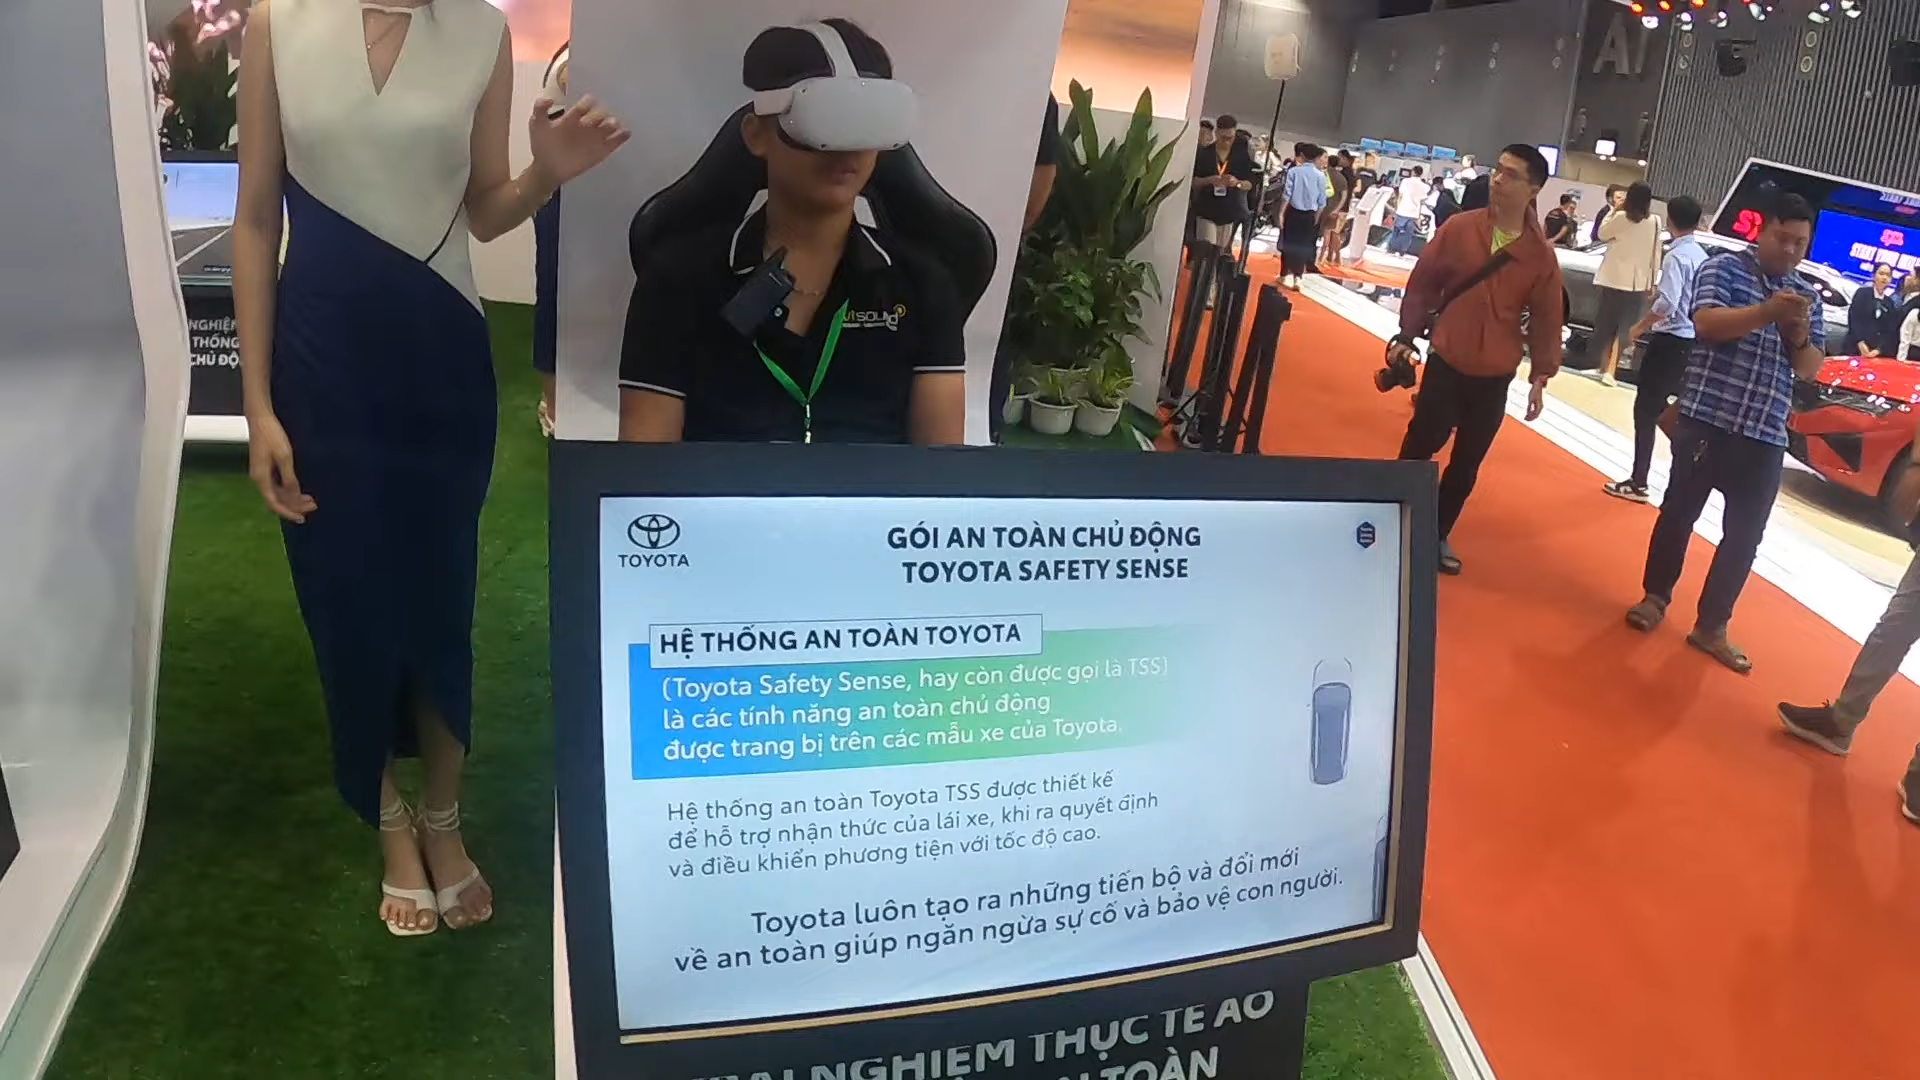 TOYOTA
GÓI AN TOÀN CHỦ ĐỘNG
TOYOTA SAFETY SENSE
HỆ THỐNG AN TOÀN TOYOTA
(Toyota Safety Sense, hay còn được gọi là TSS)
là các tính năng an toàn chủ động
được trang bị trên các mẫu xe của Toyota.
Hệ thống an toàn Toyota TSS được thiết kế
để hỗ trợ nhận thức của lái xe, khi ra quyết định
và điều khiển phương tiện với tốc độ cao.
Toyota luôn tạo ra những tiến bộ và đổi mới
về an toàn giúp ngăn ngừa sự cố và bảo vệ con người.
NGHIỆM THỰC TẾ ẢO
TOÀN
NGHIỆ
THỐNG
CHỦ ĐỘ
START YOUR